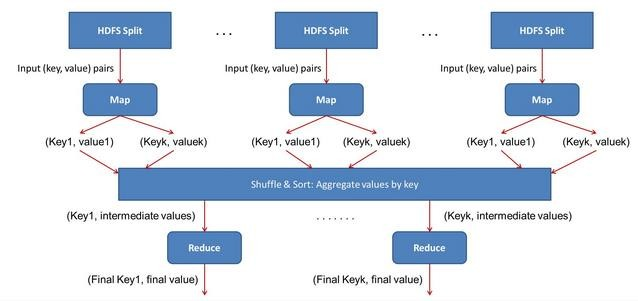 HDFS Split
. . .
HDFS Split
. . .
HDFS Split
Input (key, value) pairs
Input (key, value) pairs
Input (key, value) pairs
Map
Map
Map
(Key1, value1)
(Keyk, valuek)
(Key1, value1)
(Keyk, valuek)
(Key1, value1)
(Keyk, valuek)
Shuffle & Sort: Aggregate values by key
(Key1, intermediate values)
. . . . . . .
(Keyk, intermediate values)
Reduce
Reduce
(Final Key1, final value)
(Final Keyk, final value)